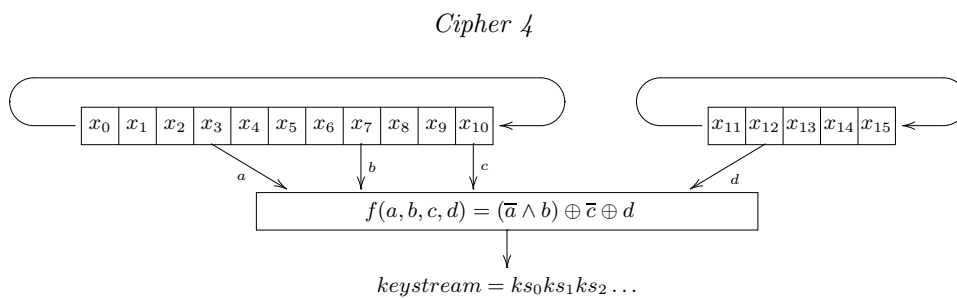 Cipher 4
x₀ x₁ x₂ x₃ x₄ x₅ x₆ x₇ x₈ x₉ x₁₀ x₁₁ x₁₂ x₁₃ x₁₄ x₁₅
a b c d
f(a, b, c, d) = (a̅ ∧ b) ⊕ c̅ ⊕ d
keystream = ks₀ks₁ks₂ …